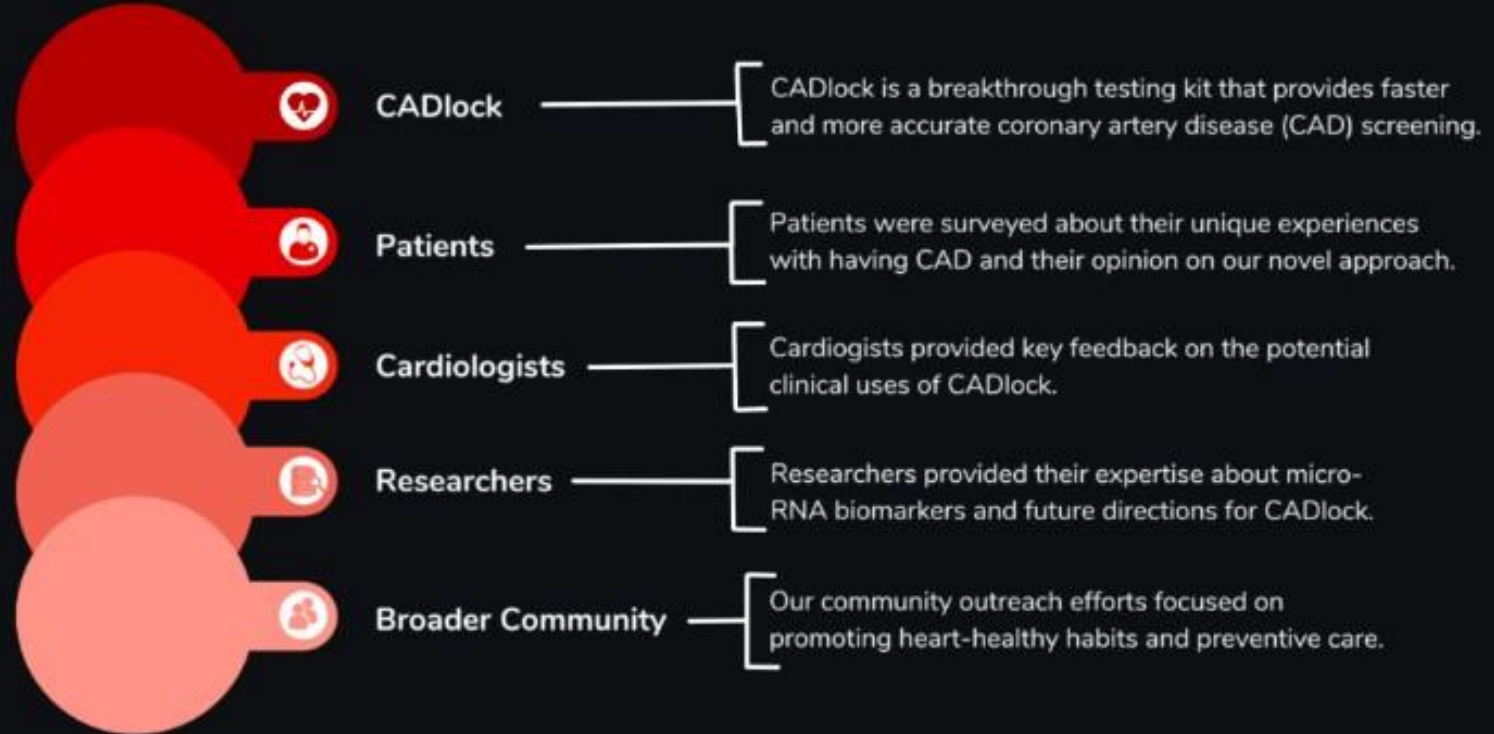 CADlock
CADlock is a breakthrough testing kit that provides faster
and more accurate coronary artery disease (CAD) screening.
Patients
Patients were surveyed about their unique experiences
with having CAD and their opinion on our novel approach.
Cardiologists
Cardiogists provided key feedback on the potential
clinical uses of CADlock.
Researchers
Researchers provided their expertise about micro-
RNA biomarkers and future directions for CADlock.
Broader Community
Our community outreach efforts focused on
promoting heart-healthy habits and preventive care.